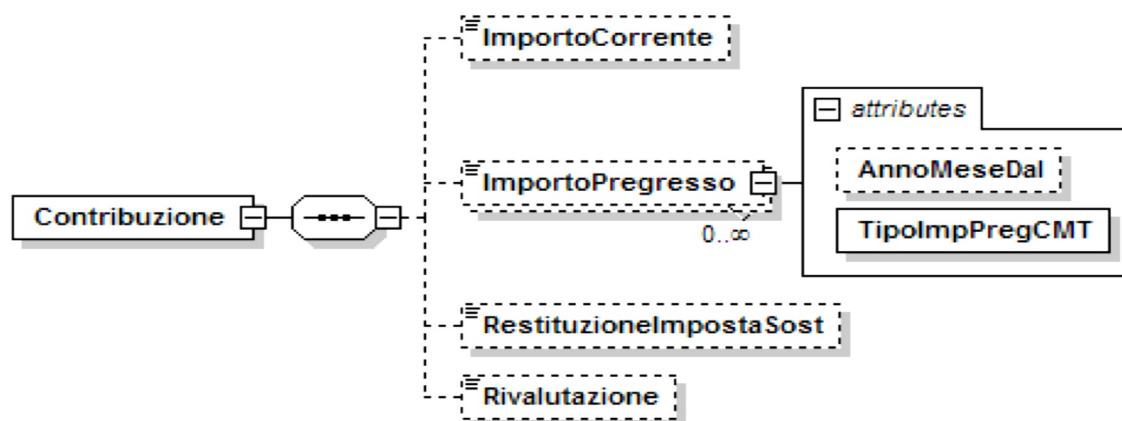 ImportoCorrente
attributes
AnnoMeseDal
ImportoPregresso
Contribuzione
TipoImpPregCMT
0..∞
RestituzioneImpostaSost
Rivalutazione